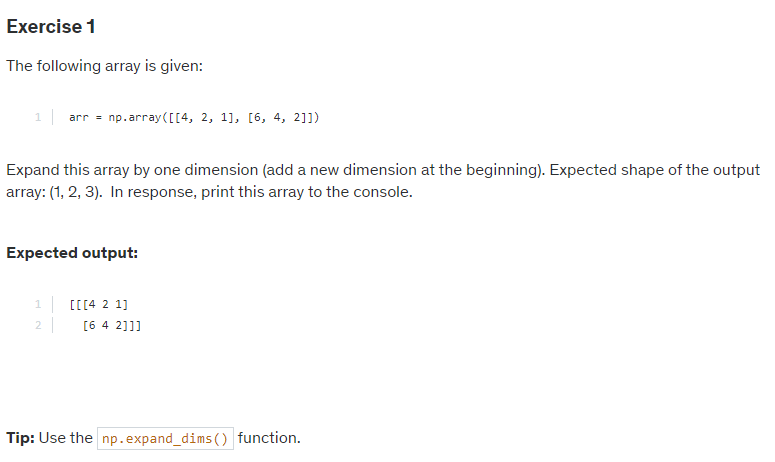 Exercise 1
The following array is given:
1 arr = np.array([[4, 2, 1], [6, 4, 2]])
Expand this array by one dimension (add a new dimension at the beginning). Expected shape of the output
array: (1, 2, 3). In response, print this array to the console.
Expected output:
1 [[[4 2 1]
2 [6 4 2]]]
Tip: Use the np.expand_dims() function.